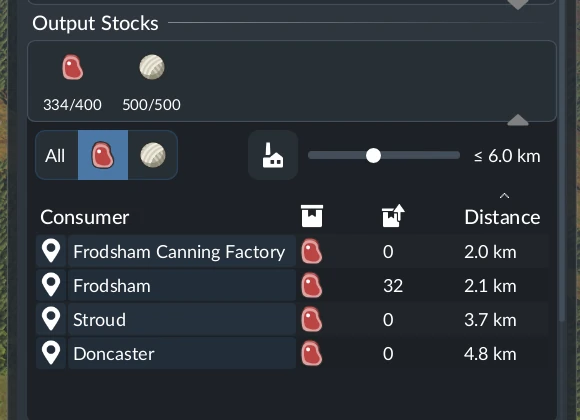 Output Stocks
334/400 500/500
All ≤ 6.0 km
Consumer Distance
Frodsham Canning Factory 0 2.0 km
Frodsham 32 2.1 km
Stroud 0 3.7 km
Doncaster 0 4.8 km